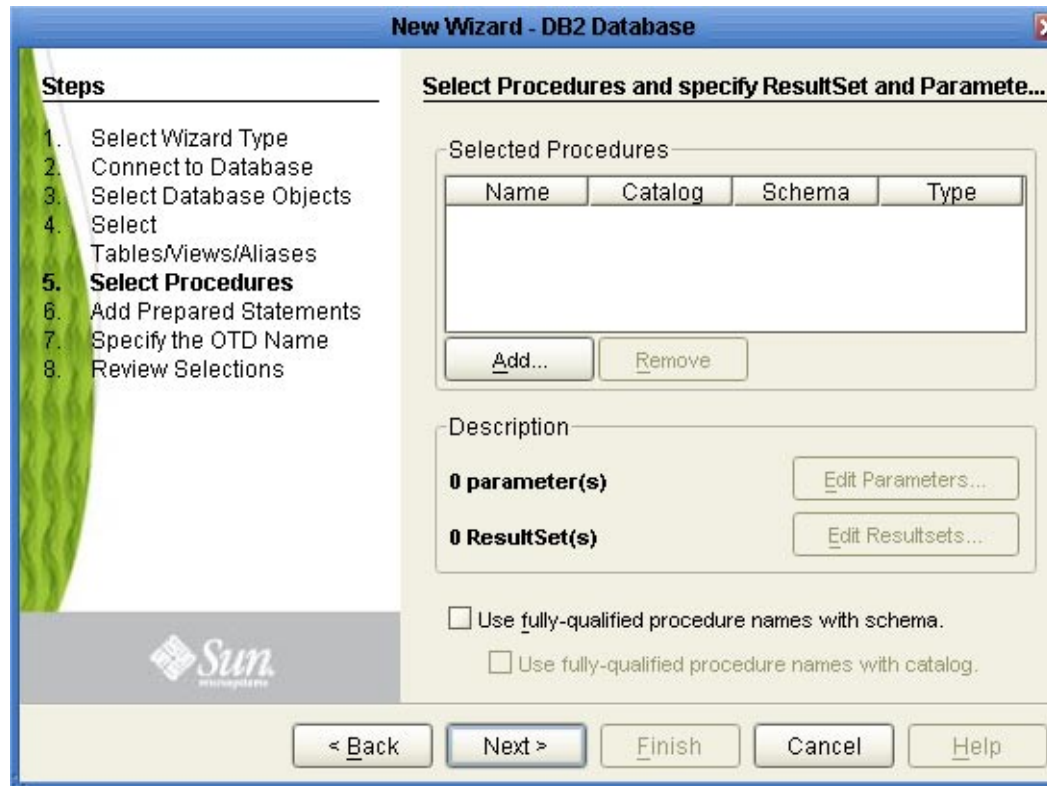 New Wizard - DB2 Database
Steps
1. Select Wizard Type
2. Connect to Database
3. Select Database Objects
4. Select
Tables/Views/Aliases
5. Select Procedures
6. Add Prepared Statements
7. Specify the OTD Name
8. Review Selections
Sun
microsystems
Select Procedures and specify ResultSet and Paramete...
Selected Procedures
Name Catalog Schema Type
Add... Remove
Description
0 parameter(s) Edit Parameters...
0 ResultSet(s) Edit Resultsets...
Use fully-qualified procedure names with schema.
Use fully-qualified procedure names with catalog.
< Back Next > Finish Cancel Help